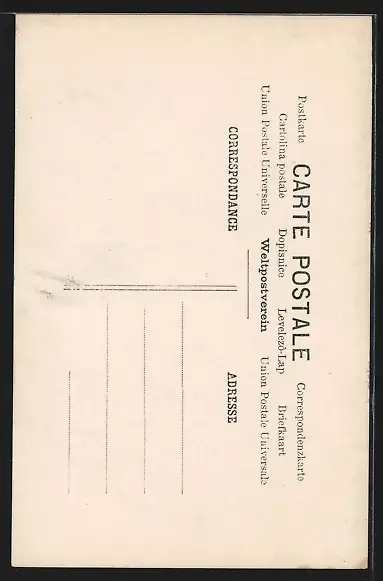 Postkarte CARTE POSTALE Correspondenzkarte
Cartolina postale Dopisnice Levelező-Lap Briefkaart
Union Postale Universelle Weltpostverein Union Postale Universale
CORRESPONDANCE ADRESSE